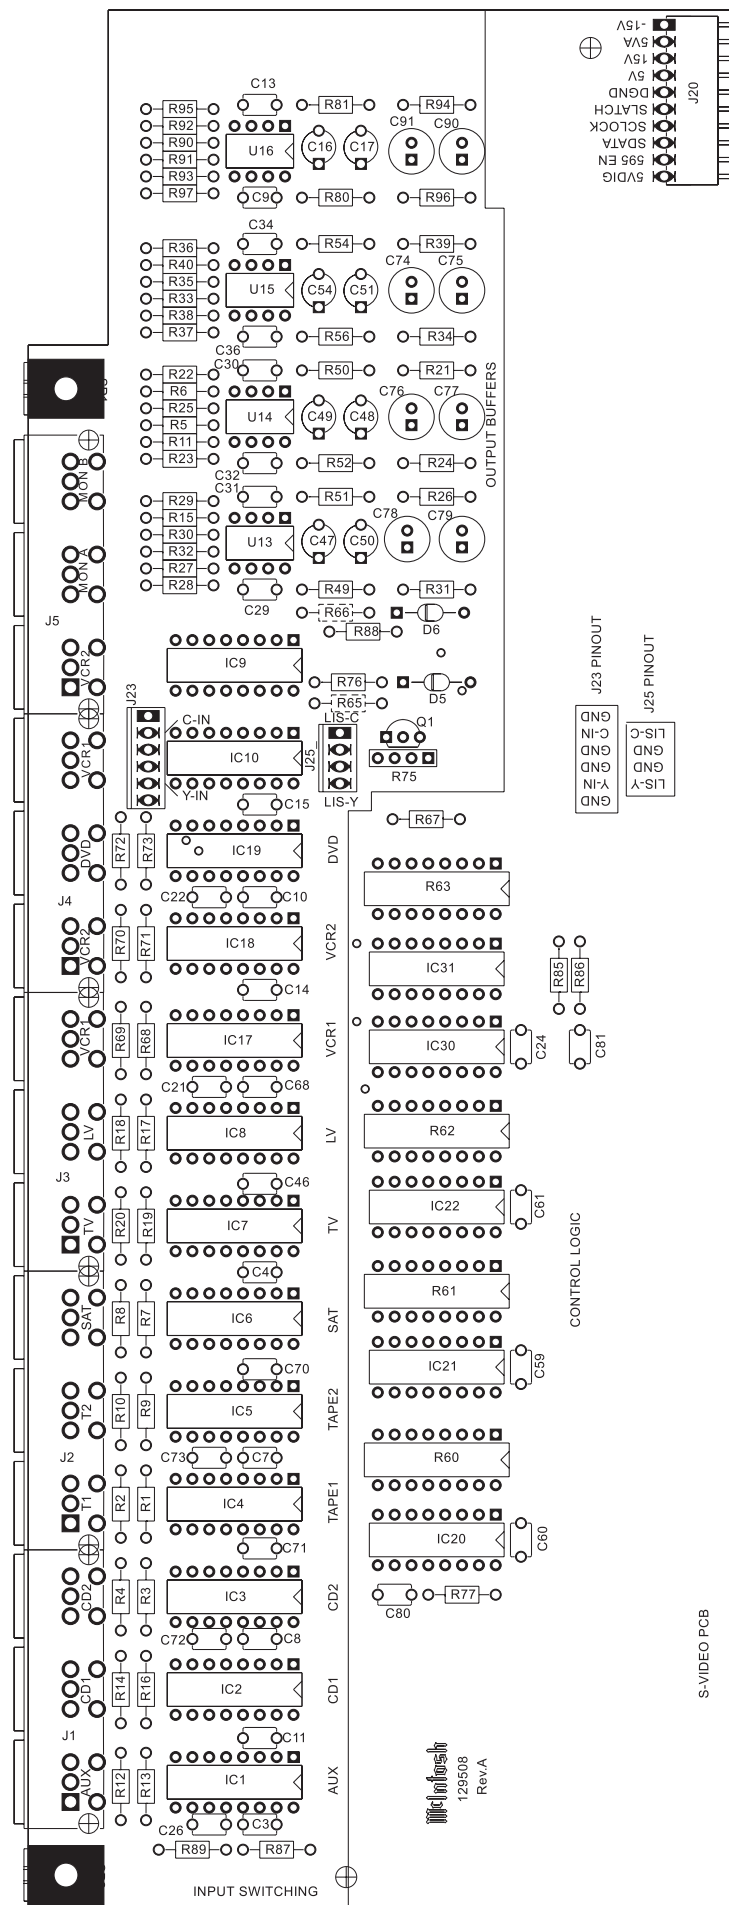 -15V
5VA
15V
5V
DGND
SLATCH
SCLOCK
SDATA
595 EN
5VDIG
J20
C13
R95
R92
R90
R91
R93
R97
U16
R81
R94
C16
C17
C91
C90
C9
R80
R96
C34
R36
R40
R35
R33
R38
R37
U15
R54
R39
C54
C51
C74
C75
C36
R56
R34
C30
R22
R6
R25
R5
R11
R23
U14
R50
R21
C49
C48
C76
C77
C32
R52
R24
C31
R29
R15
R30
R32
R27
R28
U13
R51
R26
C47
C50
C78
C79
C29
R49
R31
R66
D6
R88
OUTPUT BUFFERS
MON B
MON A
J5
VCR2
IC9
R76
R65
D5
J23
C-IN
Y-IN
VCR1
IC10
LIS-C
J25
LIS-Y
Q1
R75
C15
J23 PINOUT
GND
C-IN
GND
GND
Y-IN
GND
J25 PINOUT
LIS-C
GND
GND
LIS-Y
DVD
J4
R72
R73
IC19
DVD
R67
R63
C22
C10
VCR2
R70
R71
IC18
VCR2
IC31
R85
R86
C14
VCR1
R69
R68
IC17
VCR1
IC30
C24
C81
C21
C68
LV
J3
R18
R17
IC8
LV
R62
C46
TV
R20
R19
IC7
TV
IC22
C61
C4
SAT
R8
R7
IC6
SAT
R61
CONTROL LOGIC
C70
T2
J2
R10
R9
IC5
TAPE2
IC21
C59
C73
C7
T1
R2
R1
IC4
TAPE1
R60
C71
IC20
C60
CD2
R4
R3
IC3
CD2
C80
R77
C72
C8
CD1
J1
R14
R16
IC2
CD1
C11
AUX
R12
R13
IC1
AUX
C26
C3
R89
R87
INPUT SWITCHING
McIntosh
129508
Rev.A
S-VIDEO PCB